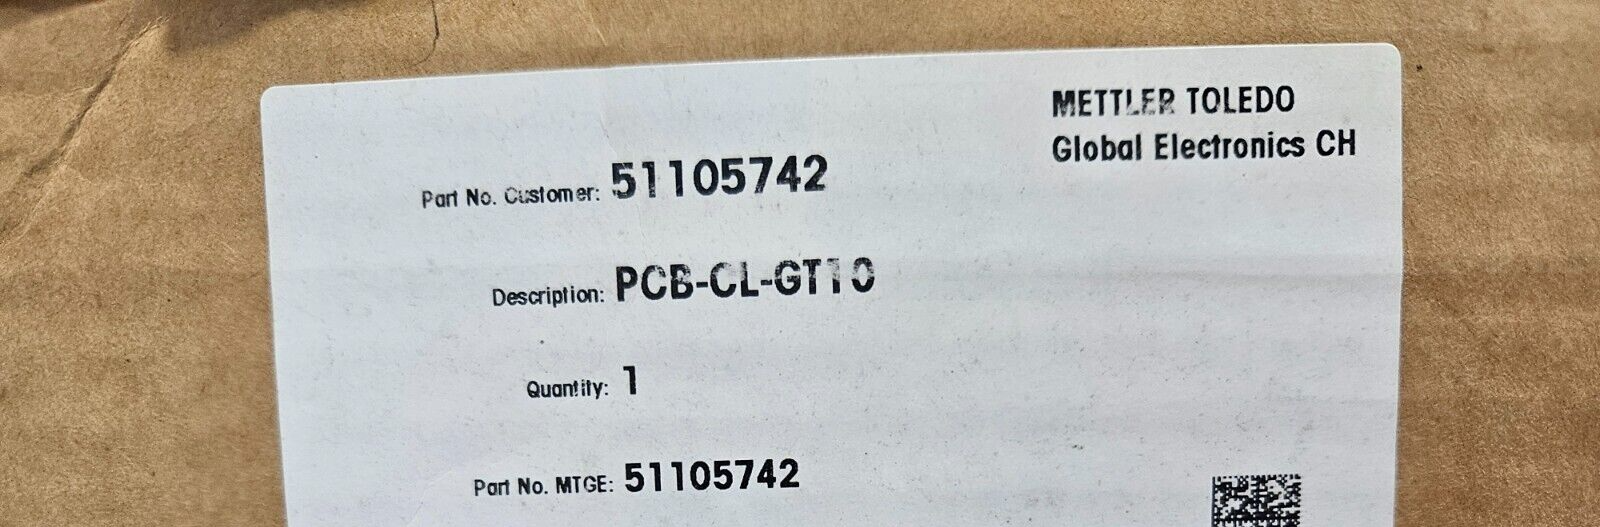 METTLER TOLEDO
Global Electronics CH
Part No. Customer: 51105742
Description: PCB-CL-GT10
Quantity: 1
Part No. MTGE: 51105742